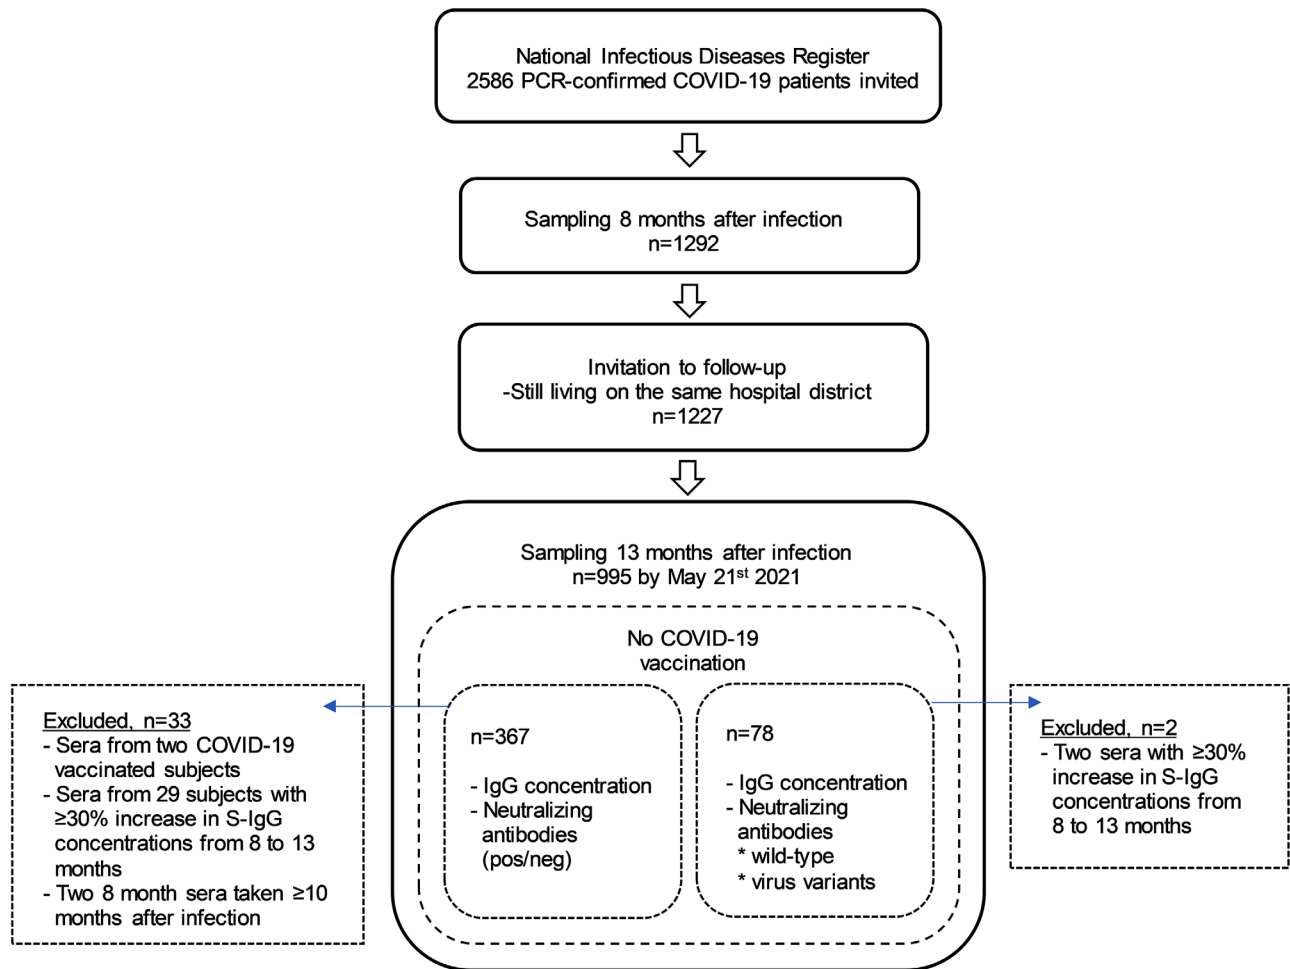 National Infectious Diseases Register
2586 PCR-confirmed COVID-19 patients invited
Sampling 8 months after infection
n=1292
Invitation to follow-up
-Still living on the same hospital district
n=1227
Sampling 13 months after infection
n=995 by May 21st 2021
No COVID-19
vaccination
Excluded, n=33
- Sera from two COVID-19
vaccinated subjects
- Sera from 29 subjects with
≥30% increase in S-IgG
concentrations from 8 to 13
months
- Two 8 month sera taken ≥10
months after infection
n=367
- IgG concentration
- Neutralizing
antibodies
(pos/neg)
n=78
- IgG concentration
- Neutralizing
antibodies
* wild-type
* virus variants
Excluded, n=2
- Two sera with ≥30%
increase in S-IgG
concentrations from
8 to 13 months